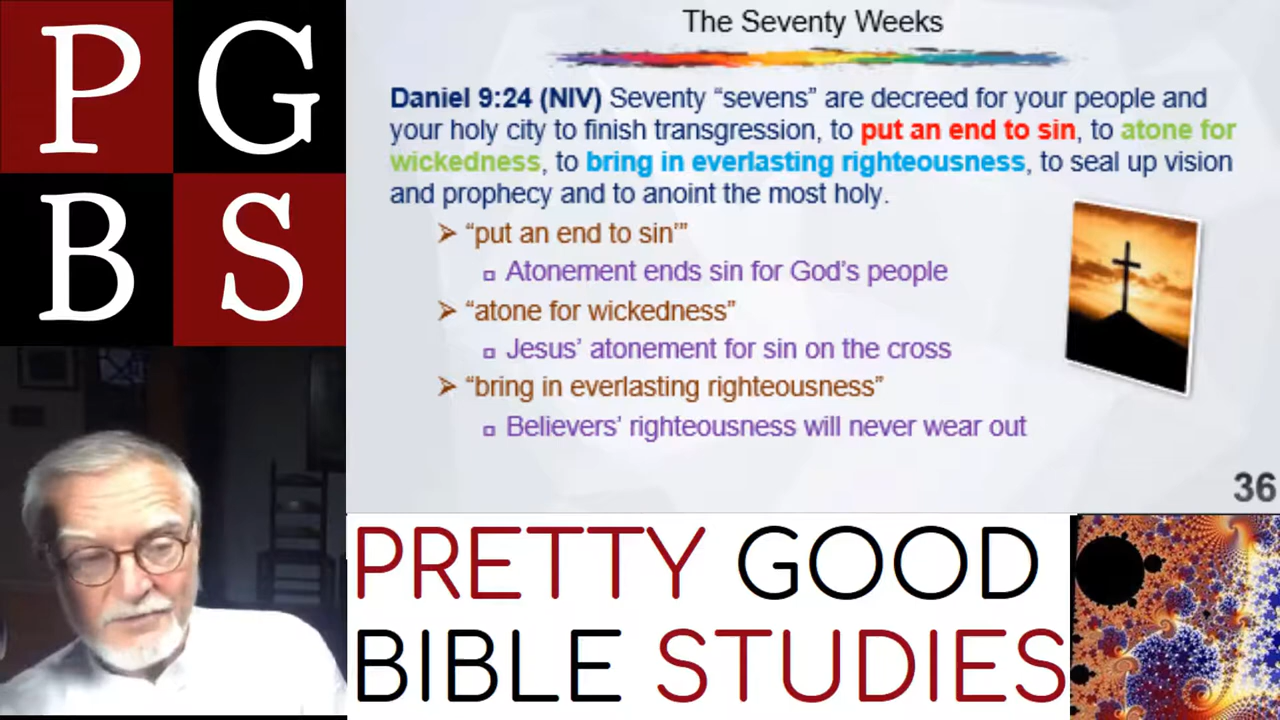 P G
B S
The Seventy Weeks
Daniel 9:24 (NIV) Seventy “sevens” are decreed for your people and
your holy city to finish transgression, to put an end to sin, to atone for
wickedness, to bring in everlasting righteousness, to seal up vision
and prophecy and to anoint the most holy.
➢ “put an end to sin’”
▫ Atonement ends sin for God’s people
➢ “atone for wickedness”
▫ Jesus’ atonement for sin on the cross
➢ “bring in everlasting righteousness”
▫ Believers’ righteousness will never wear out
36
PRETTY GOOD
BIBLE STUDIES